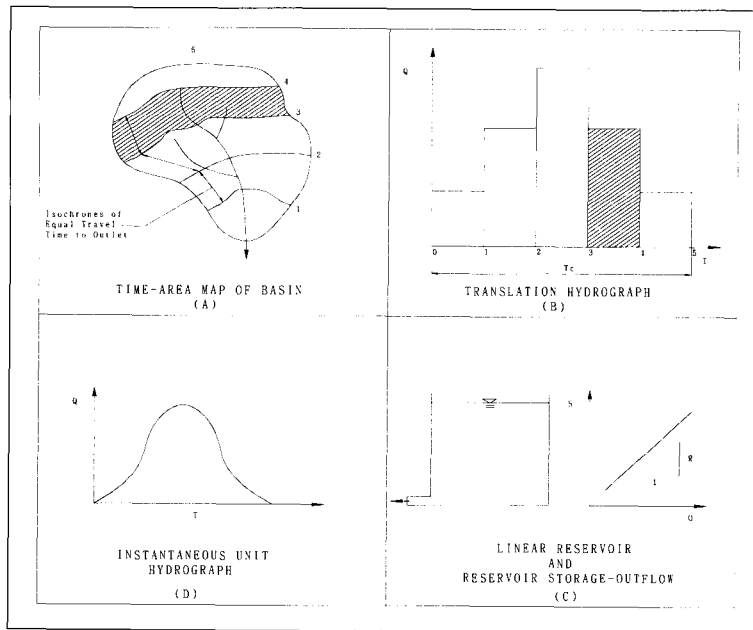 5
4
3
2
1
Isochrones of
Equal Travel
Time to Outlet
TIME-AREA MAP OF BASIN
(A)
Q
0 1 2 3 4 5 T
Tc
TRANSLATION HYDROGRAPH
(B)
Q
T
INSTANTANEOUS UNIT
HYDROGRAPH
(D)
S
R
1
O
LINEAR RESERVOIR
AND
RESERVOIR STORAGE-OUTFLOW
(C)